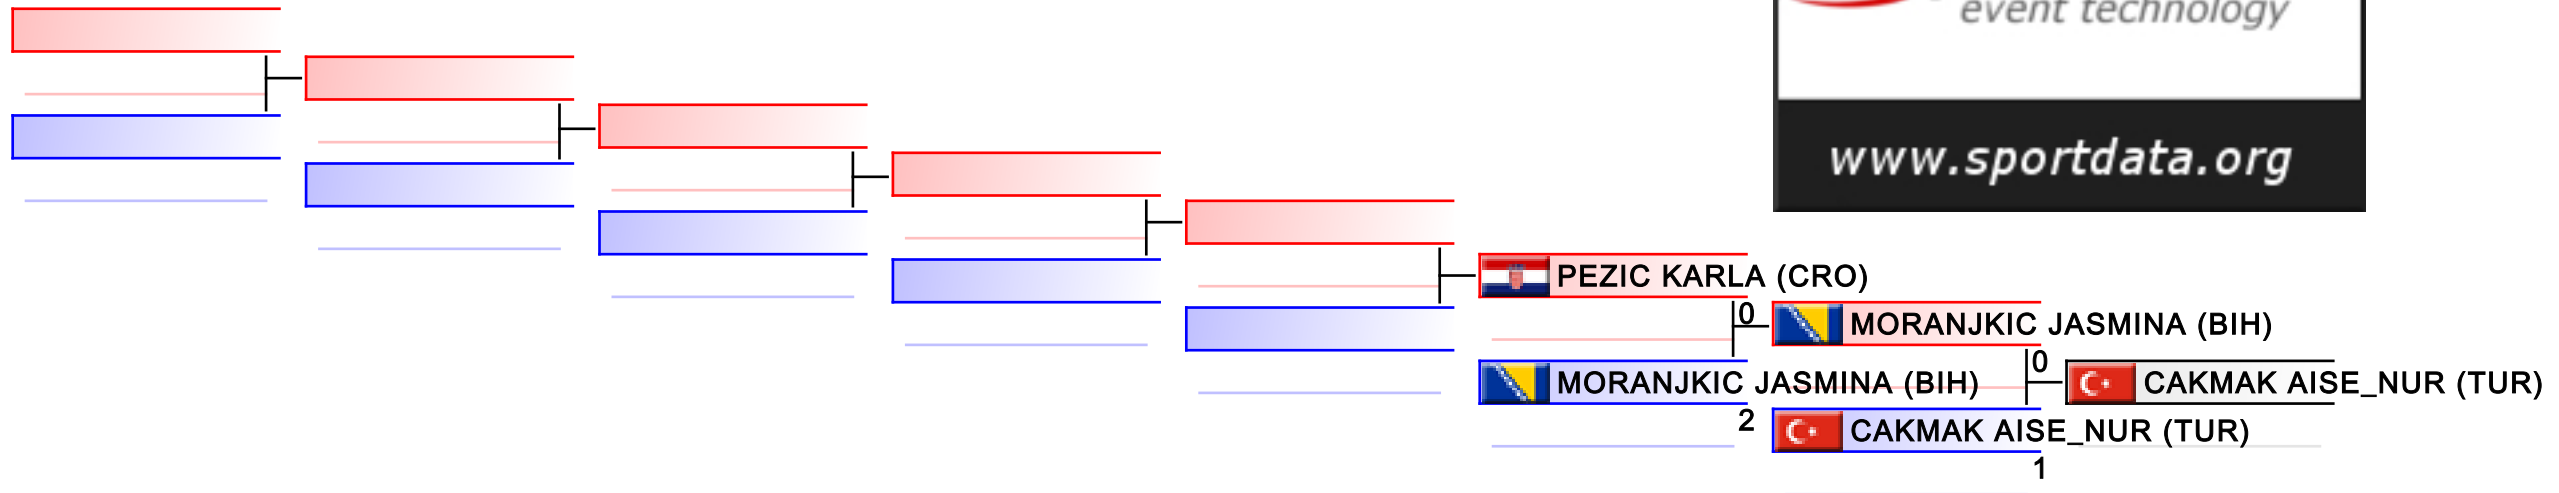 event technology
www.sportdata.org
PEZIC KARLA (CRO)
0
MORANJKIC JASMINA (BIH)
MORANJKIC JASMINA (BIH)
2
0
CAKMAK AISE_NUR (TUR)
CAKMAK AISE_NUR (TUR)
1